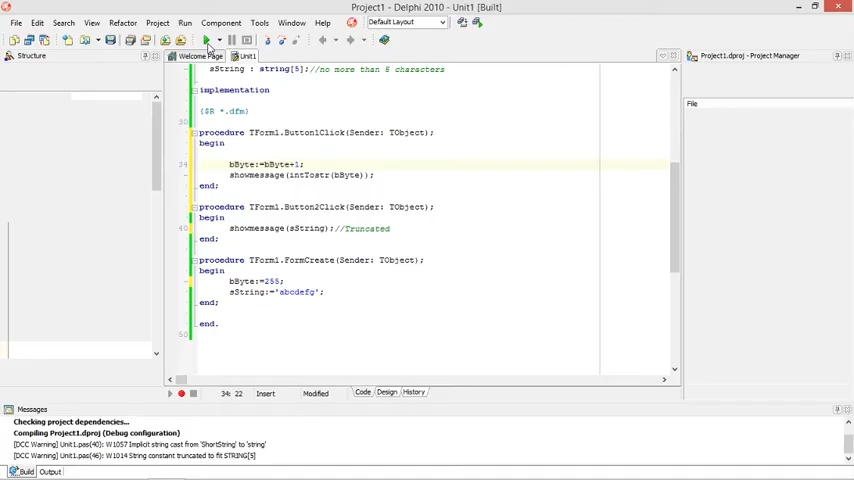 Project1 - Delphi 2010 - Unit1 [Built]
File Edit Search View Refactor Project Run Component Tools Window Help Default Layout
Structure
Welcome Page Unit1
Project1.dproj - Project Manager
File
sString : string[5];//no more than 5 characters
implementation
{$R *.dfm}
30
procedure TForm1.Button1Click(Sender: TObject);
begin
34 bByte:=bByte+1;
showmessage(intTostr(bByte));
end;
procedure TForm1.Button2Click(Sender: TObject);
begin
40 showmessage(sString);//Truncated
end;
procedure TForm1.FormCreate(Sender: TObject);
begin
bByte:=255;
sString:='abcdefg';
end;
end.
50
34: 22 Insert Modified Code Design History
Messages
Checking project dependencies...
Compiling Project1.dproj (Debug configuration)
[DCC Warning] Unit1.pas(40): W1057 Implicit string cast from 'ShortString' to 'string'
[DCC Warning] Unit1.pas(46): W1014 String constant truncated to fit STRING[5]
Build Output